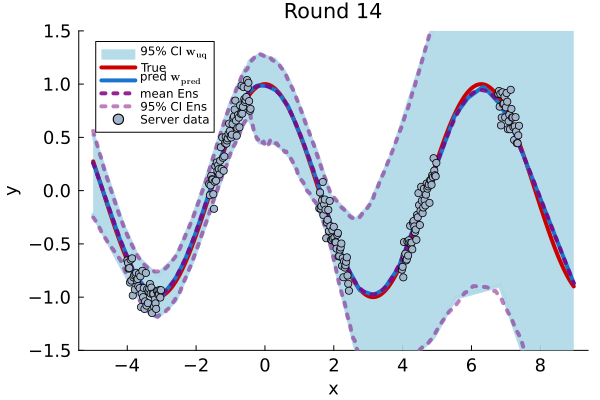 Round 14
95% CI w_uq
True
pred w_pred
mean Ens
95% CI Ens
Server data
y
1.5
1.0
0.5
0.0
−0.5
−1.0
−1.5
−4 −2 0 2 4 6 8
x